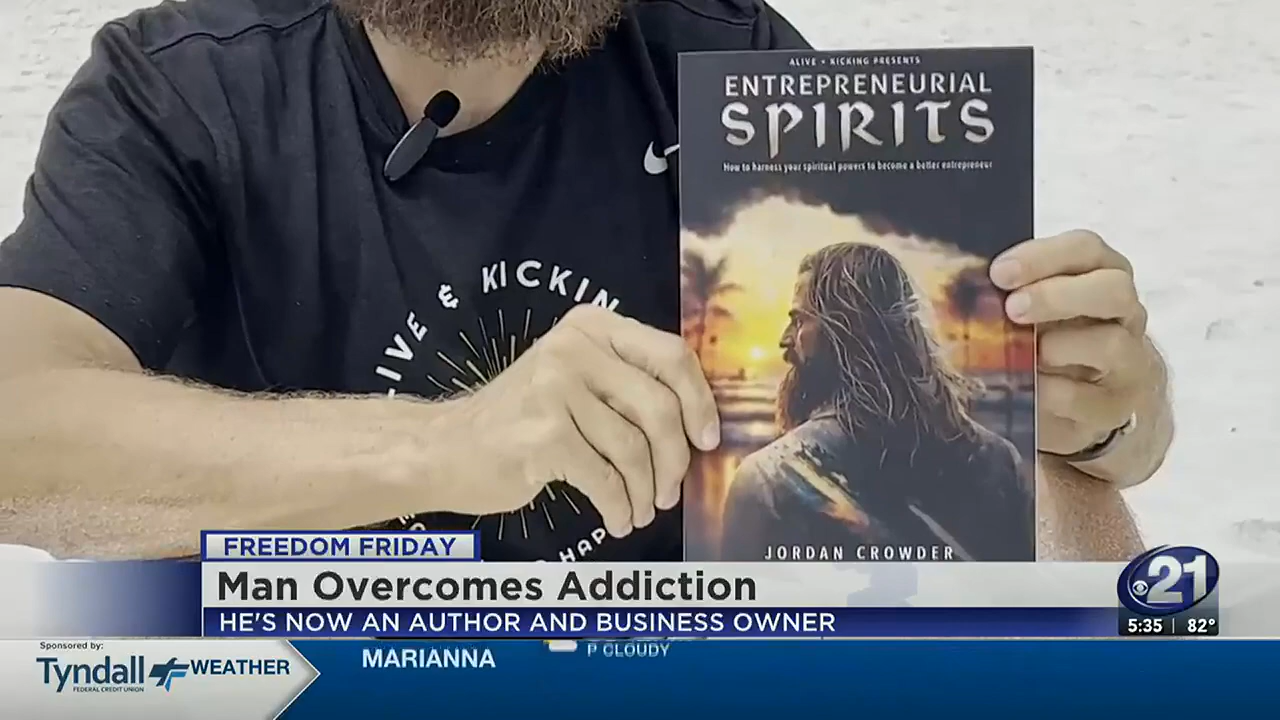 ALIVE + KICKING PRESENTS
ENTREPRENEURIAL
SPIRITS
How to harness your spiritual powers to become a better entrepreneur
JORDAN CROWDER
LIVE & KICKIN
HAP
FREEDOM FRIDAY
Man Overcomes Addiction
HE'S NOW AN AUTHOR AND BUSINESS OWNER
21
5:35 | 82°
Sponsored by:
Tyndall
FEDERAL CREDIT UNION
WEATHER
MARIANNA
P CLOUDY